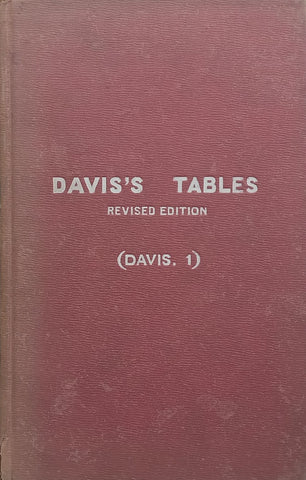 DAVIS'S TABLES
REVISED EDITION
(DAVIS. 1)